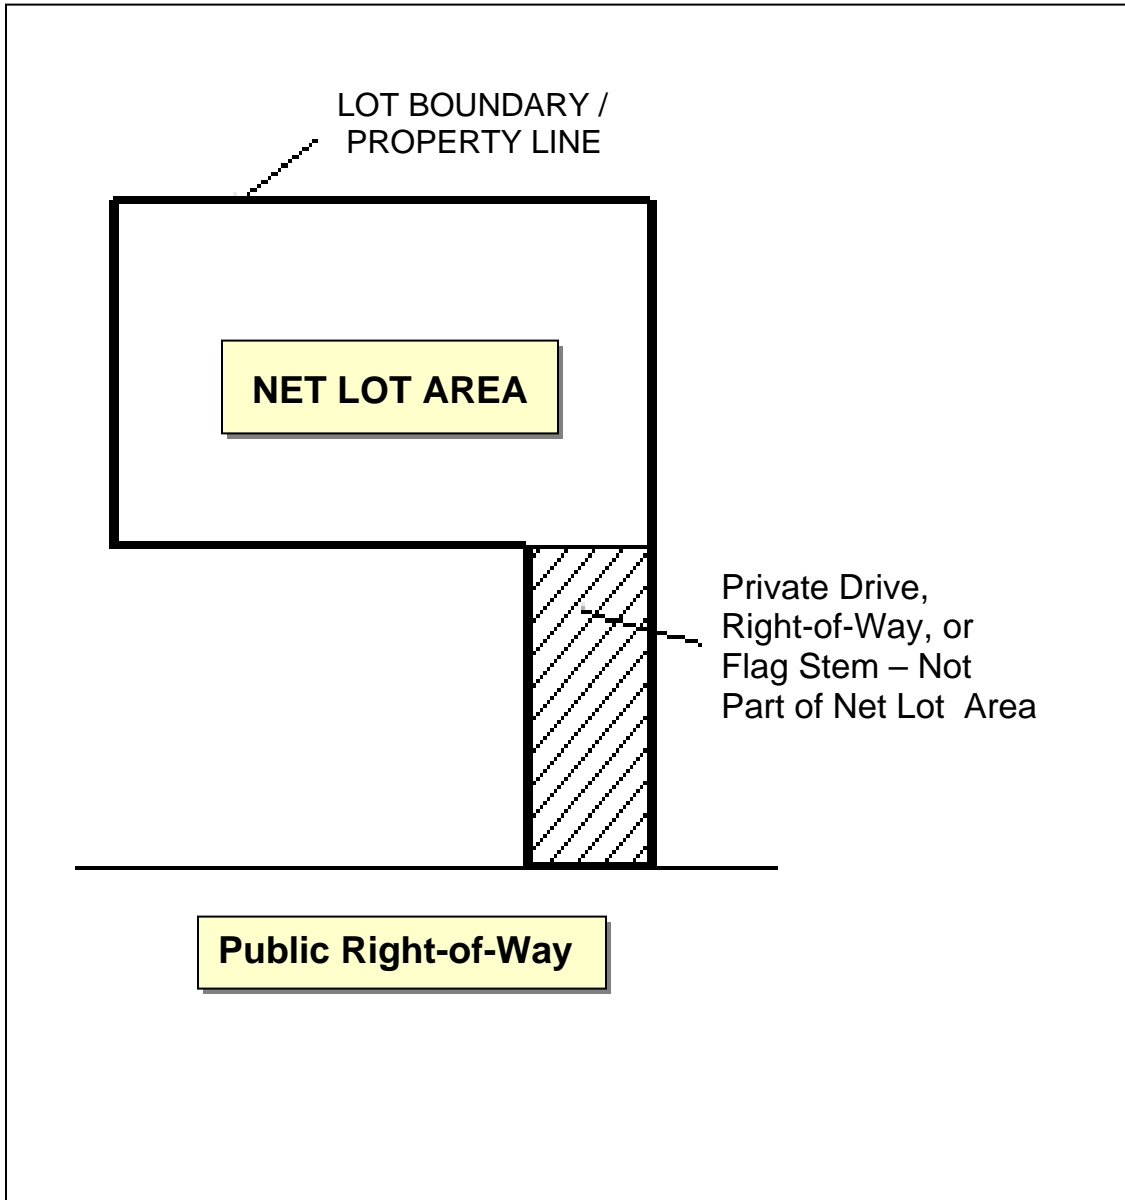 LOT BOUNDARY /
PROPERTY LINE
NET LOT AREA
Private Drive,
Right-of-Way, or
Flag Stem – Not
Part of Net Lot Area
Public Right-of-Way